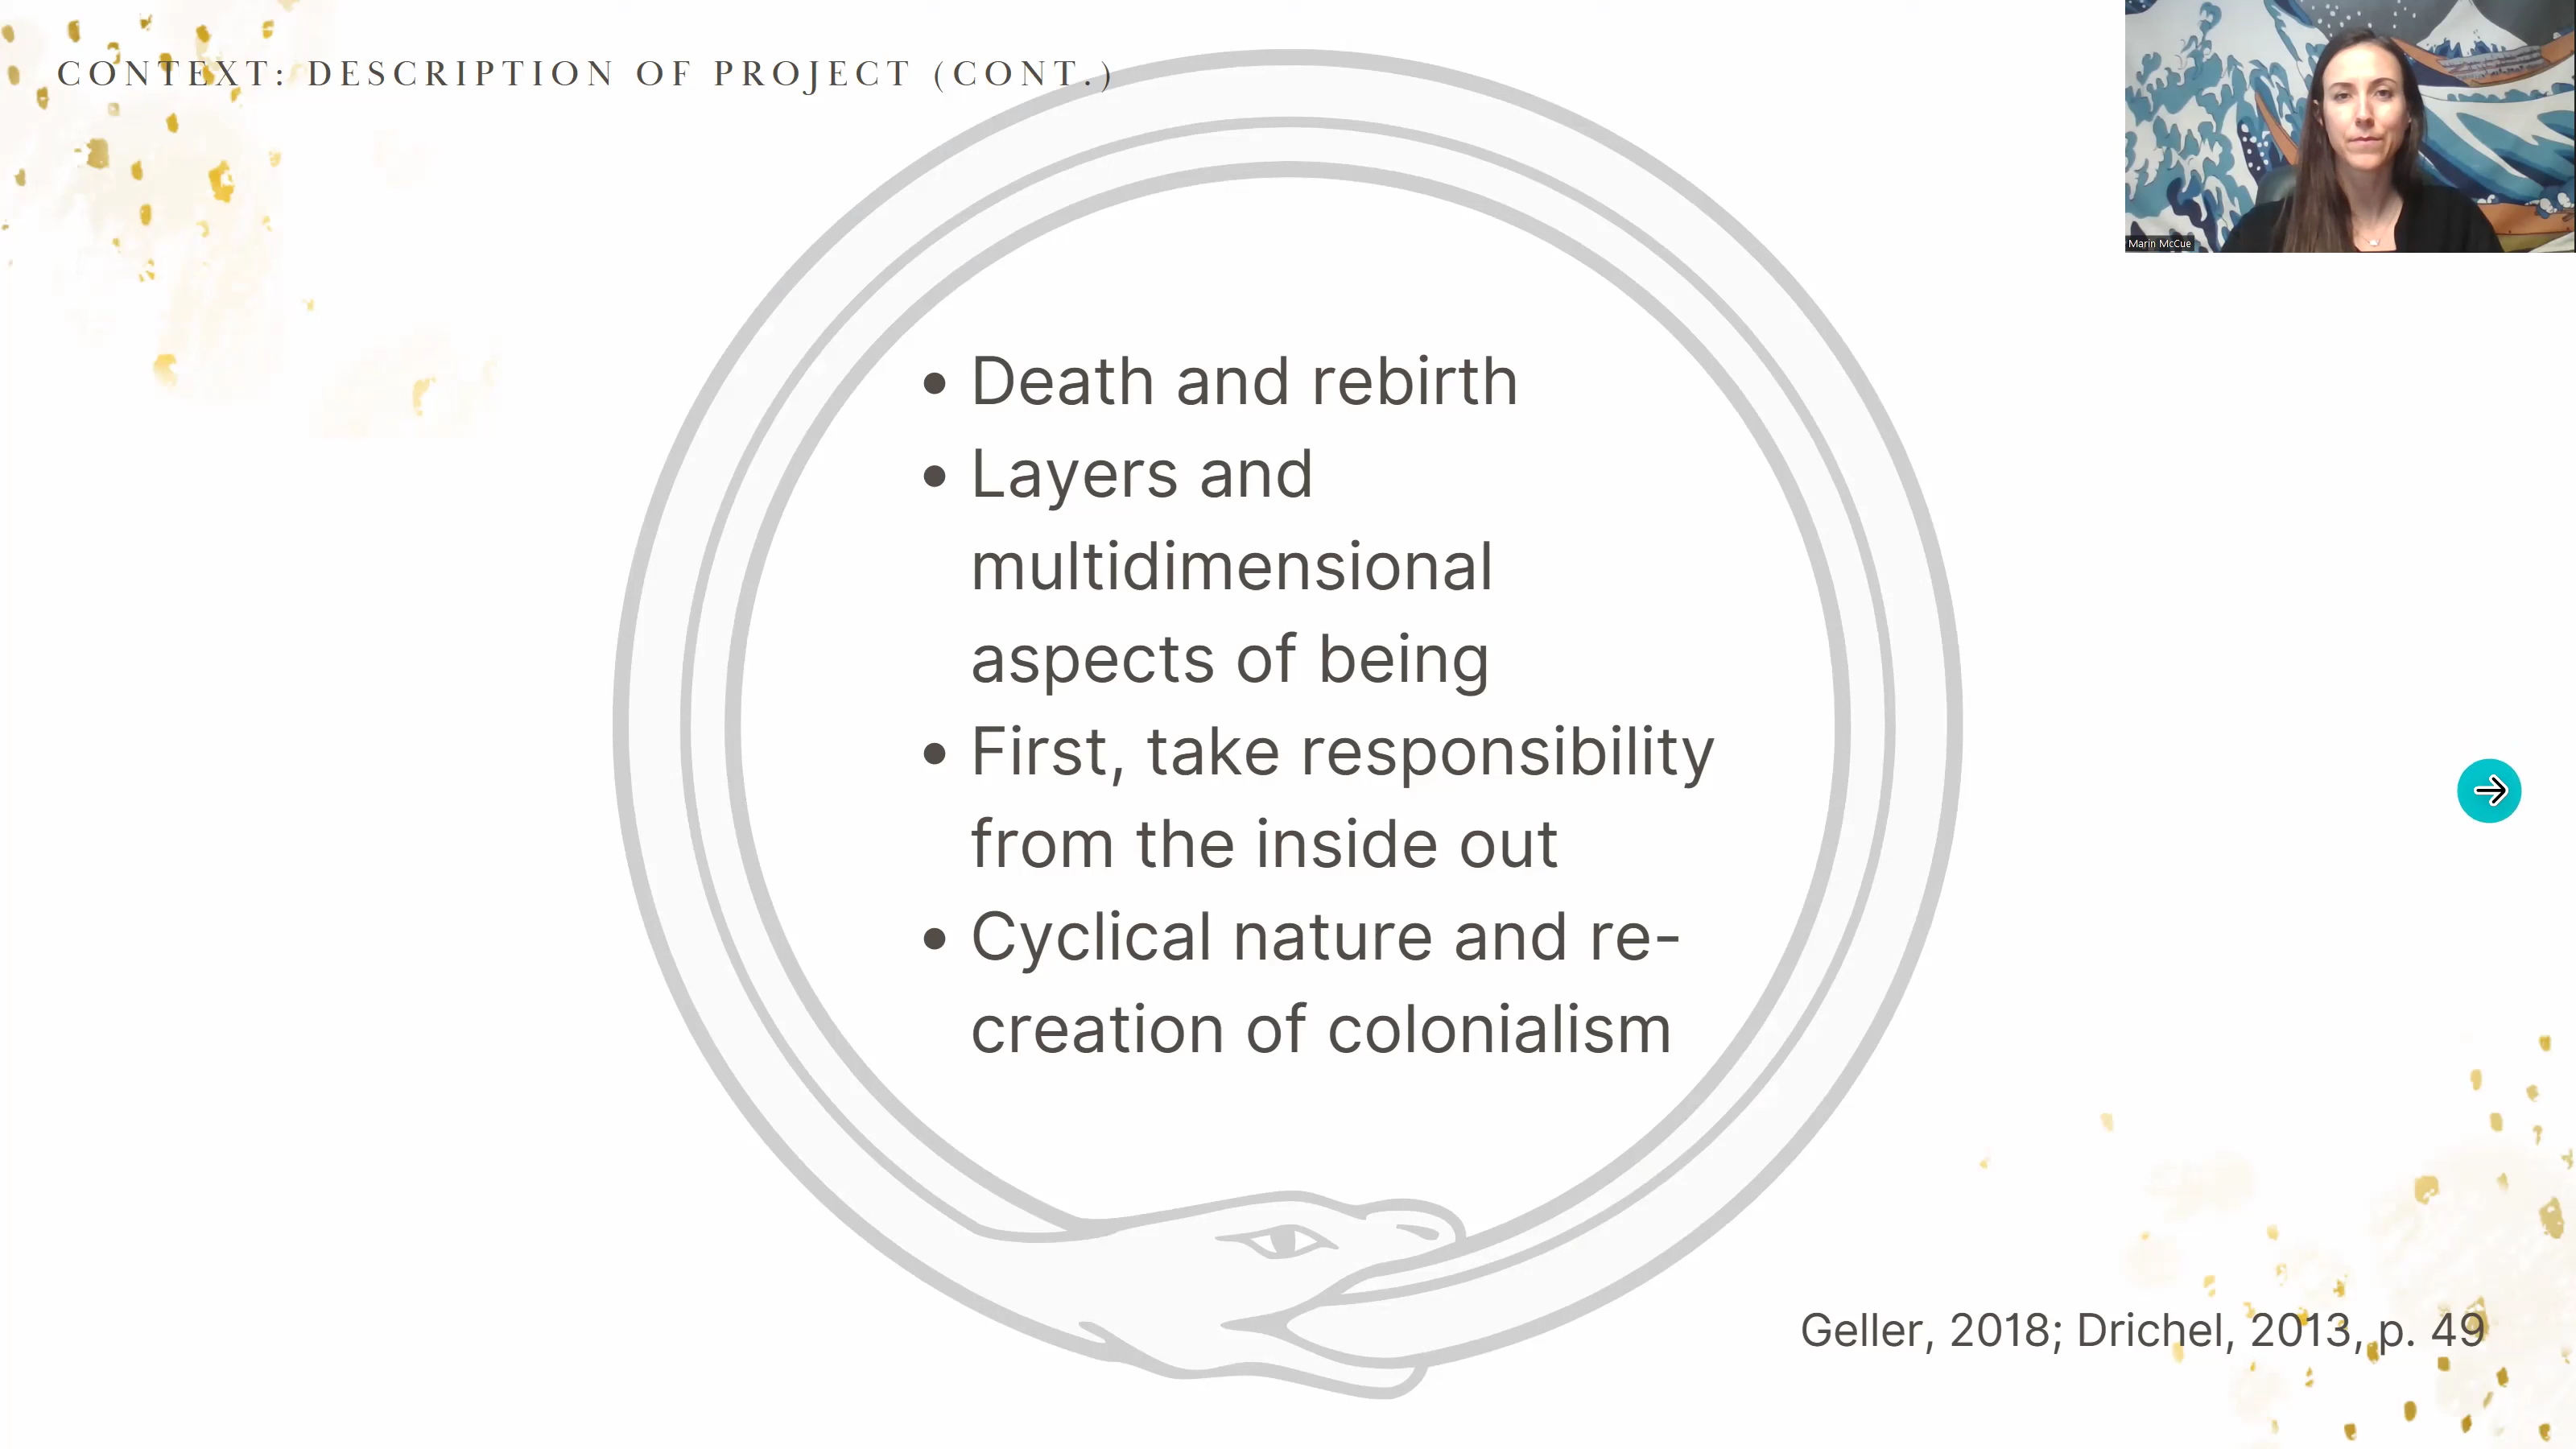 CONTEXT: DESCRIPTION OF PROJECT (CONT.)
Marin McCue
• Death and rebirth
• Layers and
multidimensional
aspects of being
• First, take responsibility
from the inside out
• Cyclical nature and re-
creation of colonialism
Geller, 2018; Drichel, 2013, p. 49